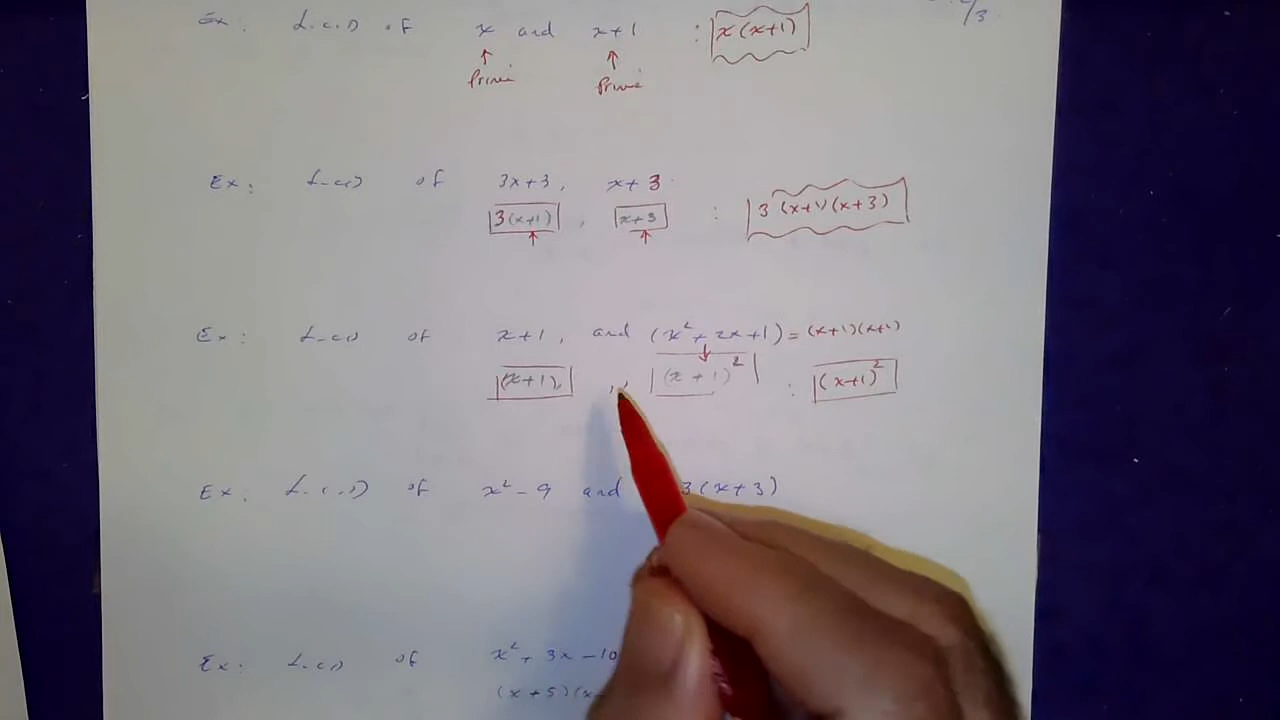 Ex: L.C.D of x and x+1 : x(x+1)
Prime Prime
Ex: L.C.D of 3x+3, x+3
3(x+1) , x+3 : 3(x+1)(x+3)
Ex: L.C.D of x+1, and (x²+2x+1) = (x+1)(x+1)
(x+1) , (x+1)² : (x+1)²
Ex: L.C.D of x²-9 and 3(x+3)
Ex: L.C.D of x²+3x-10
(x+5)(x-